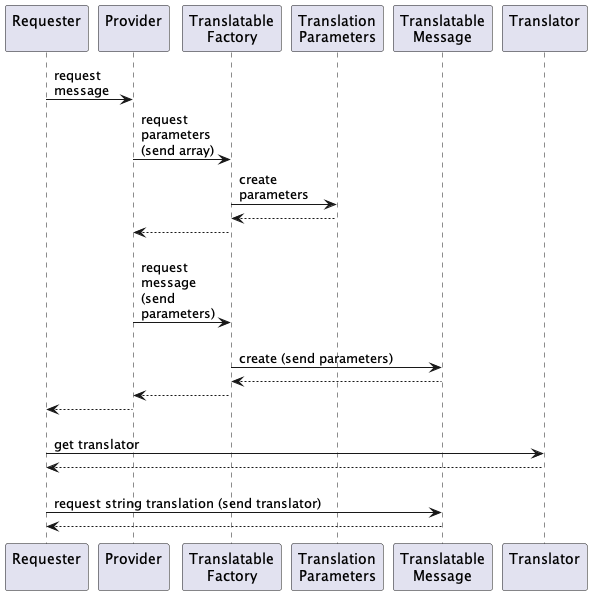 Requester
Provider
Translatable
Factory
Translation
Parameters
Translatable
Message
Translator
request
message
request
parameters
(send array)
create
parameters
request
message
(send
parameters)
create (send parameters)
get translator
request string translation (send translator)
Requester
Provider
Translatable
Factory
Translation
Parameters
Translatable
Message
Translator